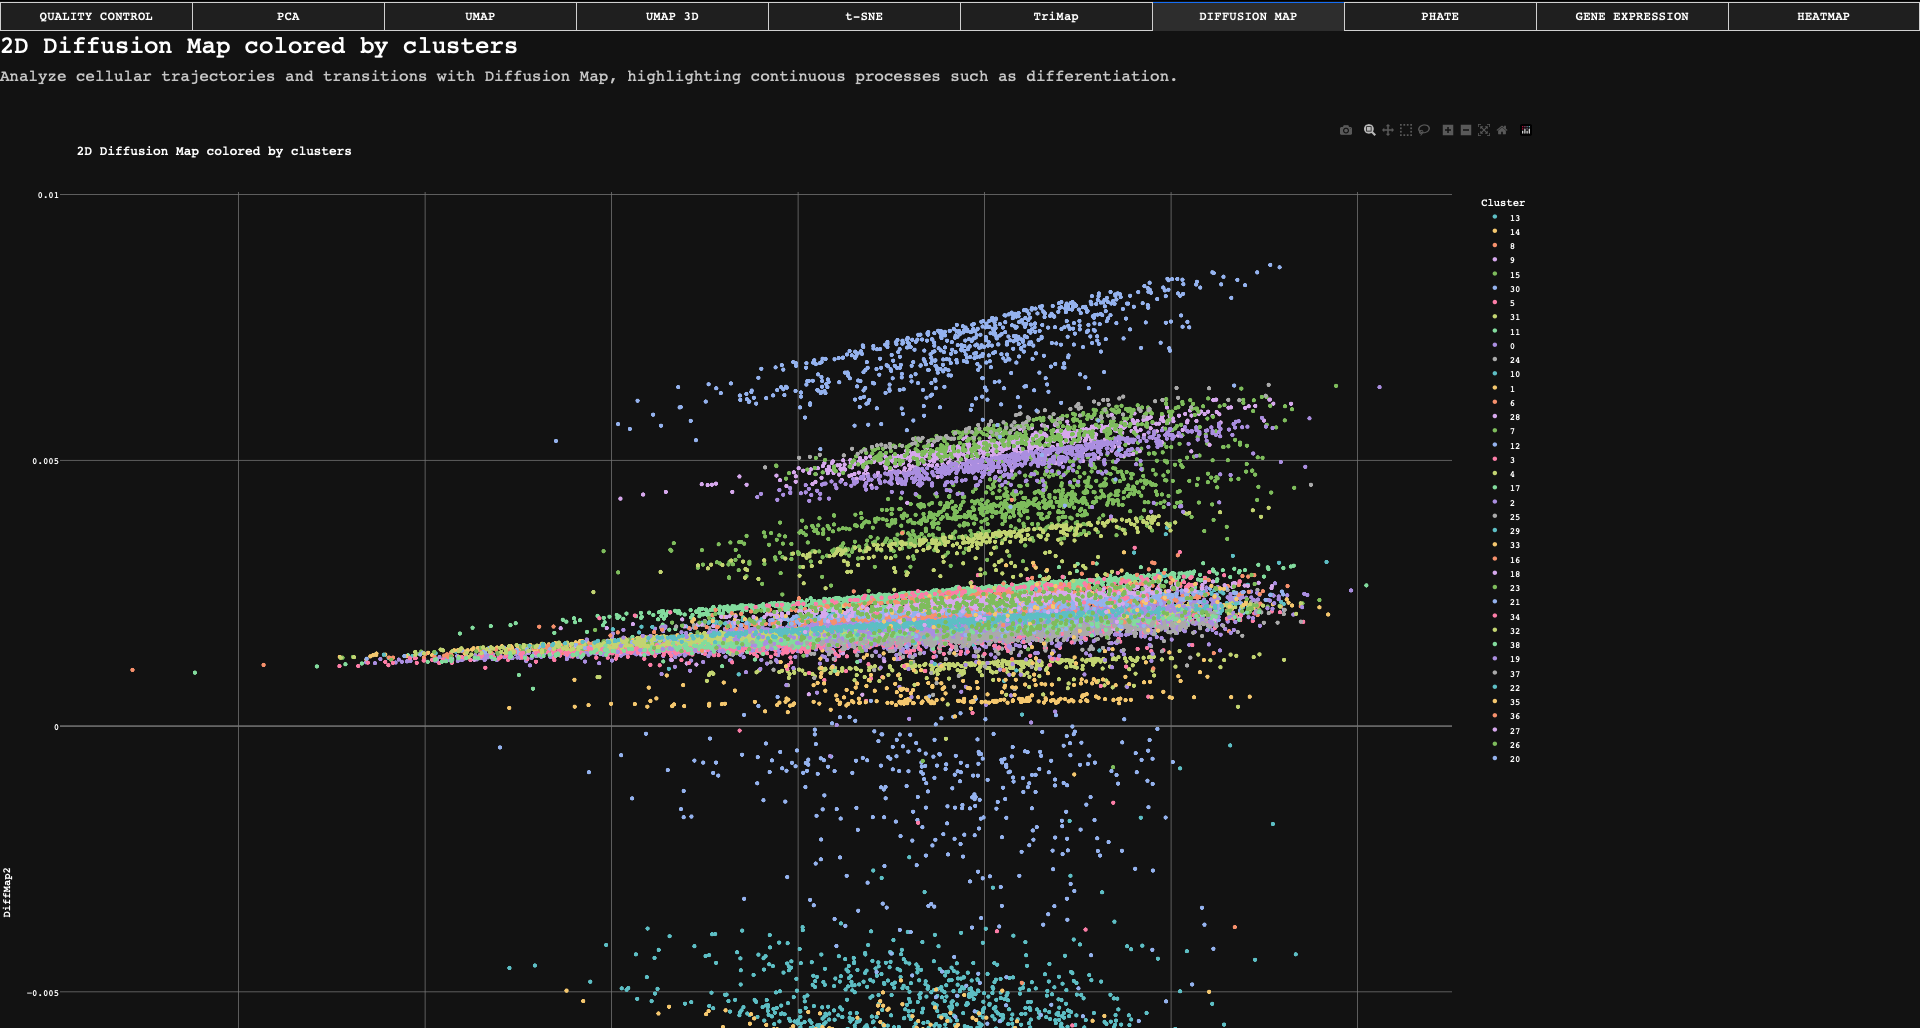 QUALITY CONTROL
PCA
UMAP
UMAP 3D
t-SNE
TriMap
DIFFUSION MAP
PHATE
GENE EXPRESSION
HEATMAP
2D Diffusion Map colored by clusters
Analyze cellular trajectories and transitions with Diffusion Map, highlighting continuous processes such as differentiation.
2D Diffusion Map colored by clusters
0.01
0.005
0
−0.005
DiffMap2
Cluster
13
14
8
9
15
30
5
31
11
0
24
10
1
6
28
7
12
3
4
17
2
25
29
33
16
18
23
21
34
32
38
19
37
22
35
36
27
26
20